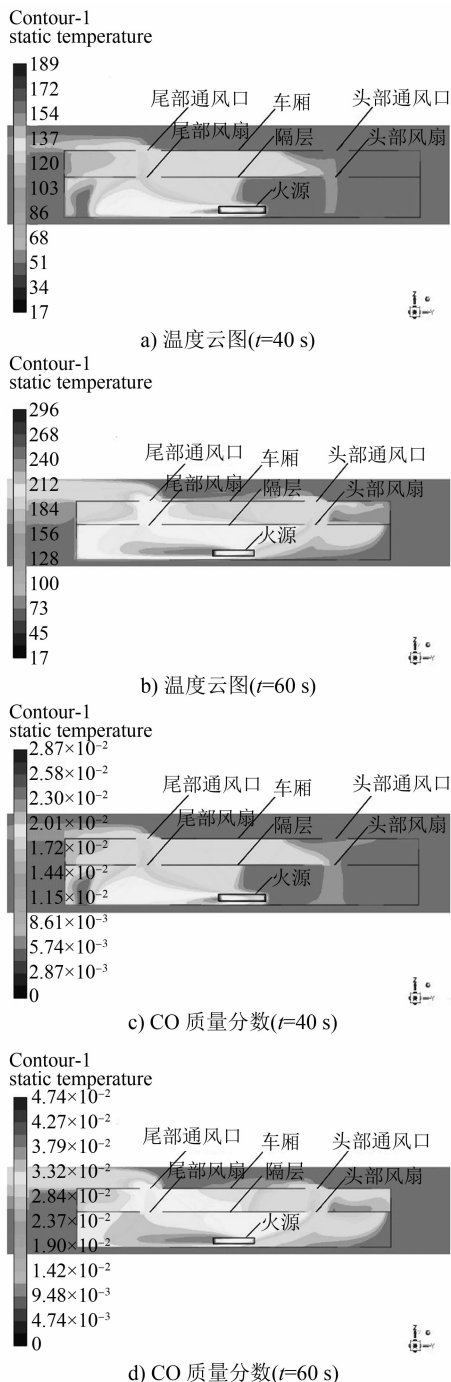 Contour-1
static temperature
189
172
154
137
120
103
86
68
51
34
17
尾部通风口
车厢
头部通风口
尾部风扇
隔层
头部风扇
火源
Z
Y
a) 温度云图(t=40 s)
Contour-1
static temperature
296
268
240
212
184
156
128
100
73
45
17
尾部通风口
车厢
头部通风口
尾部风扇
隔层
头部风扇
火源
Z
Y
b) 温度云图(t=60 s)
Contour-1
static temperature
2.87×10⁻²
2.58×10⁻²
2.30×10⁻²
2.01×10⁻²
1.72×10⁻²
1.44×10⁻²
1.15×10⁻²
8.61×10⁻³
5.74×10⁻³
2.87×10⁻³
0
尾部通风口
车厢
头部通风口
尾部风扇
隔层
头部风扇
火源
Z
Y
c) CO 质量分数(t=40 s)
Contour-1
static temperature
4.74×10⁻²
4.27×10⁻²
3.79×10⁻²
3.32×10⁻²
2.84×10⁻²
2.37×10⁻²
1.90×10⁻²
1.42×10⁻²
9.48×10⁻³
4.74×10⁻³
0
尾部通风口
车厢
头部通风口
尾部风扇
隔层
头部风扇
火源
Z
Y
d) CO 质量分数(t=60 s)